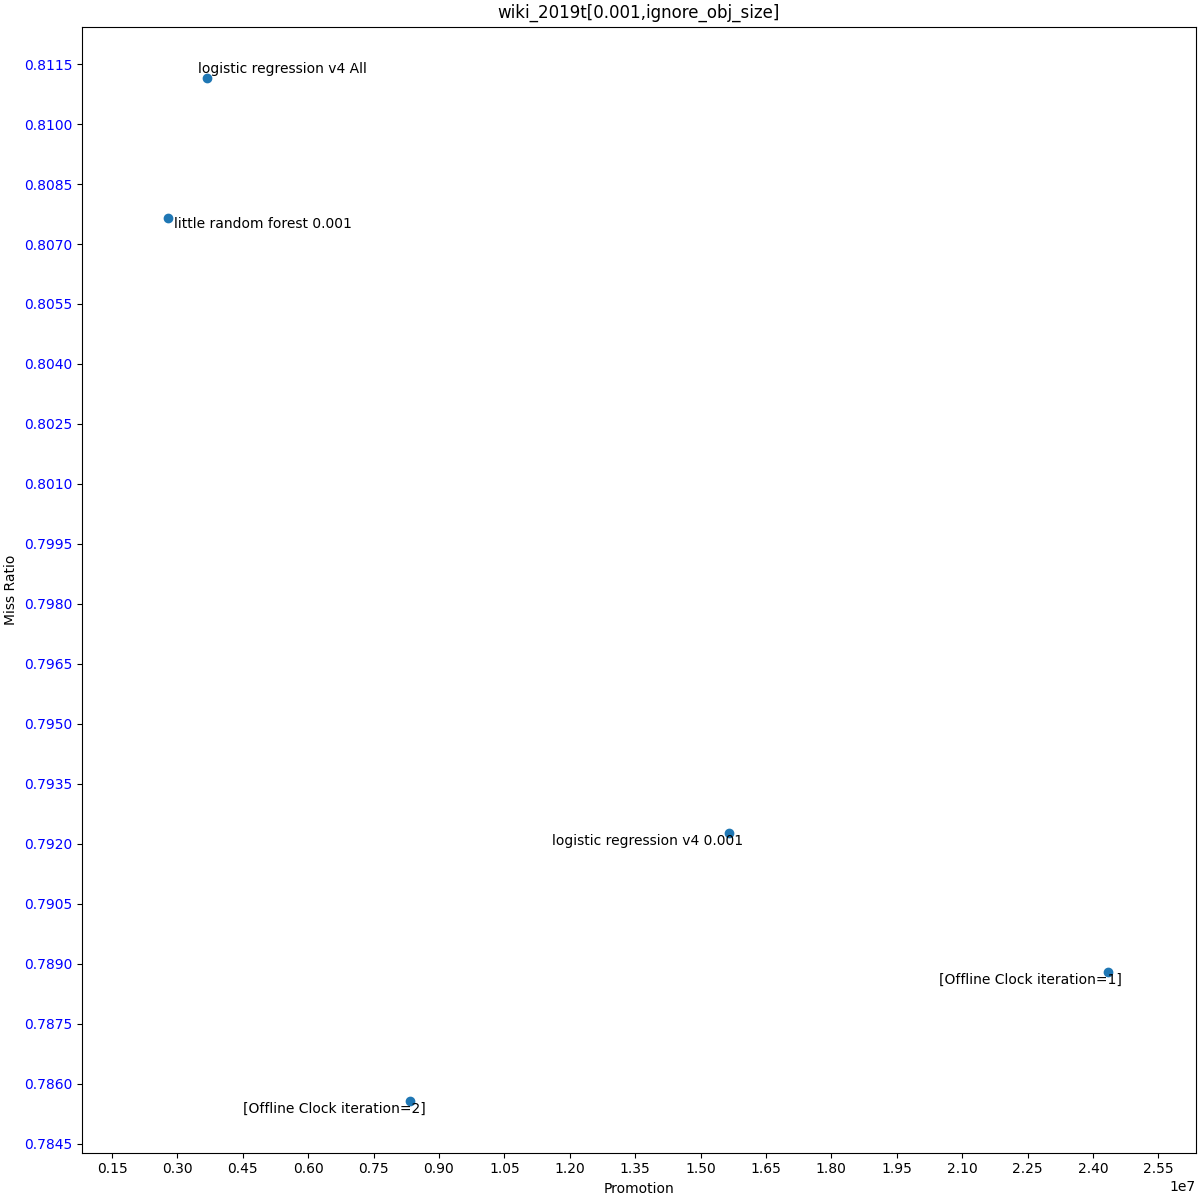 wiki_2019t[0.001,ignore_obj_size]
0.8115
logistic regression v4 All
0.8100
0.8085
little random forest 0.001
0.8070
0.8055
0.8040
0.8025
0.8010
0.7995
Miss Ratio
0.7980
0.7965
0.7950
0.7935
0.7920
logistic regression v4 0.001
0.7905
0.7890
[Offline Clock iteration=1]
0.7875
0.7860
[Offline Clock iteration=2]
0.7845
0.15 0.30 0.45 0.60 0.75 0.90 1.05 1.20 1.35 1.50 1.65 1.80 1.95 2.10 2.25 2.40 2.55
1e7
Promotion